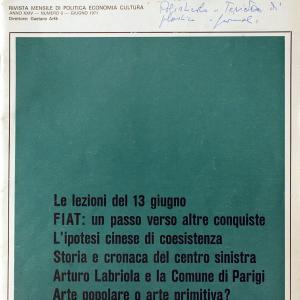 RIVISTA MENSILE DI POLITICA ECONOMIA CULTURA
ANNO XXIV — NUMERO 6 — GIUGNO 1971
Direttore: Gaetano Arfè
Le lezioni del 13 giugno
FIAT: un passo verso altre conquiste
L'ipotesi cinese di coesistenza
Storia e cronaca del centro sinistra
Arturo Labriola e la Comune di Parigi
Arte popolare o arte primitiva?